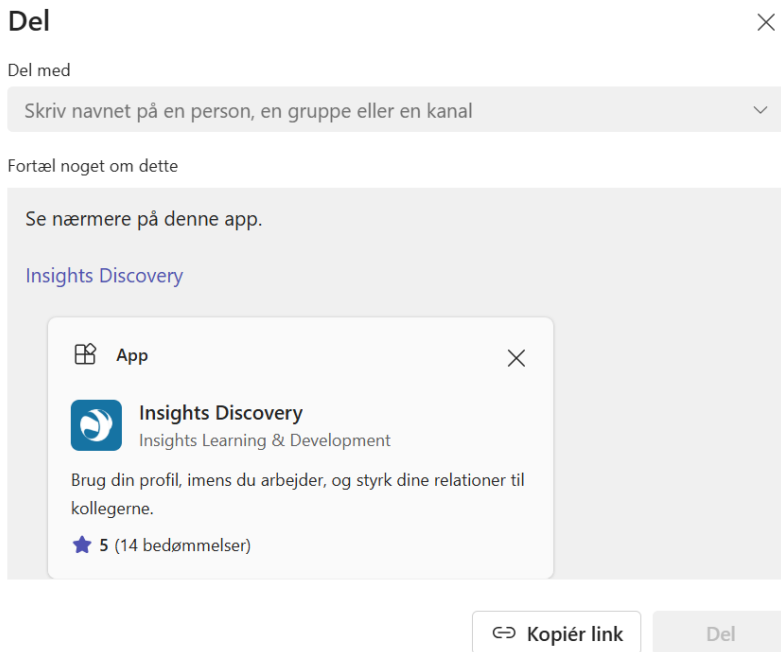 Del
Del med
Skriv navnet på en person, en gruppe eller en kanal
Fortæl noget om dette
Se nærmere på denne app.
Insights Discovery
App
Insights Discovery
Insights Learning & Development
Brug din profil, imens du arbejder, og styrk dine relationer til
kollegerne.
5 (14 bedømmelser)
Kopiér link
Del